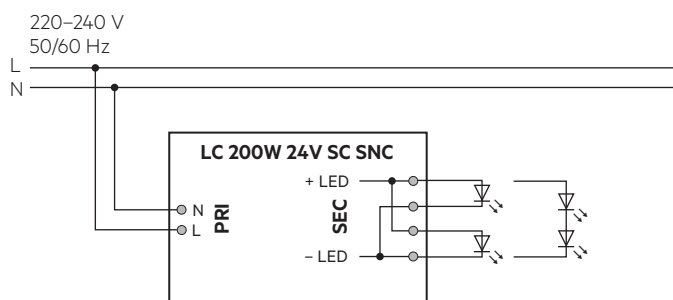 220–240 V
50/60 Hz
L
N
LC 200W 24V SC SNC
+ LED
N
L
PRI
SEC
– LED